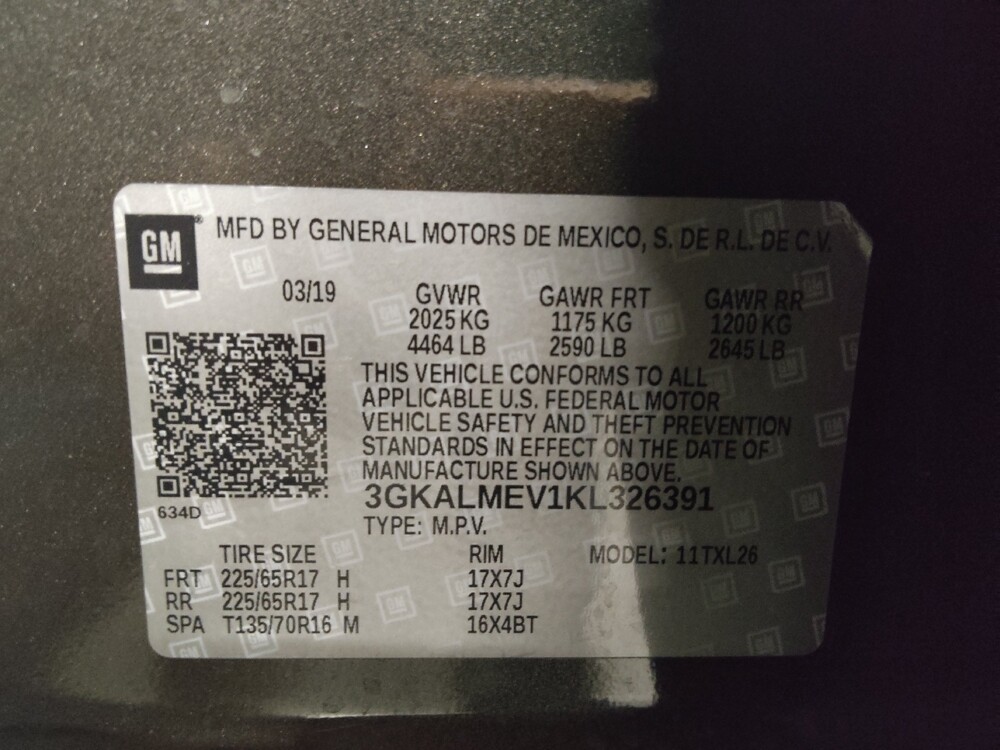 GM MFD BY GENERAL MOTORS DE MEXICO, S. DE R.L. DE C.V.
03/19 GVWR GAWR FRT GAWR RR
2025 KG 1175 KG 1200 KG
4464 LB 2590 LB 2645 LB
THIS VEHICLE CONFORMS TO ALL
APPLICABLE U.S. FEDERAL MOTOR
VEHICLE SAFETY AND THEFT PREVENTION
STANDARDS IN EFFECT ON THE DATE OF
MANUFACTURE SHOWN ABOVE.
3GKALMEV1KL326391
634D
TYPE: M.P.V.
TIRE SIZE RIM MODEL: 11TXL26
FRT 225/65R17 H 17X7J
RR 225/65R17 H 17X7J
SPA T135/70R16 M 16X4BT